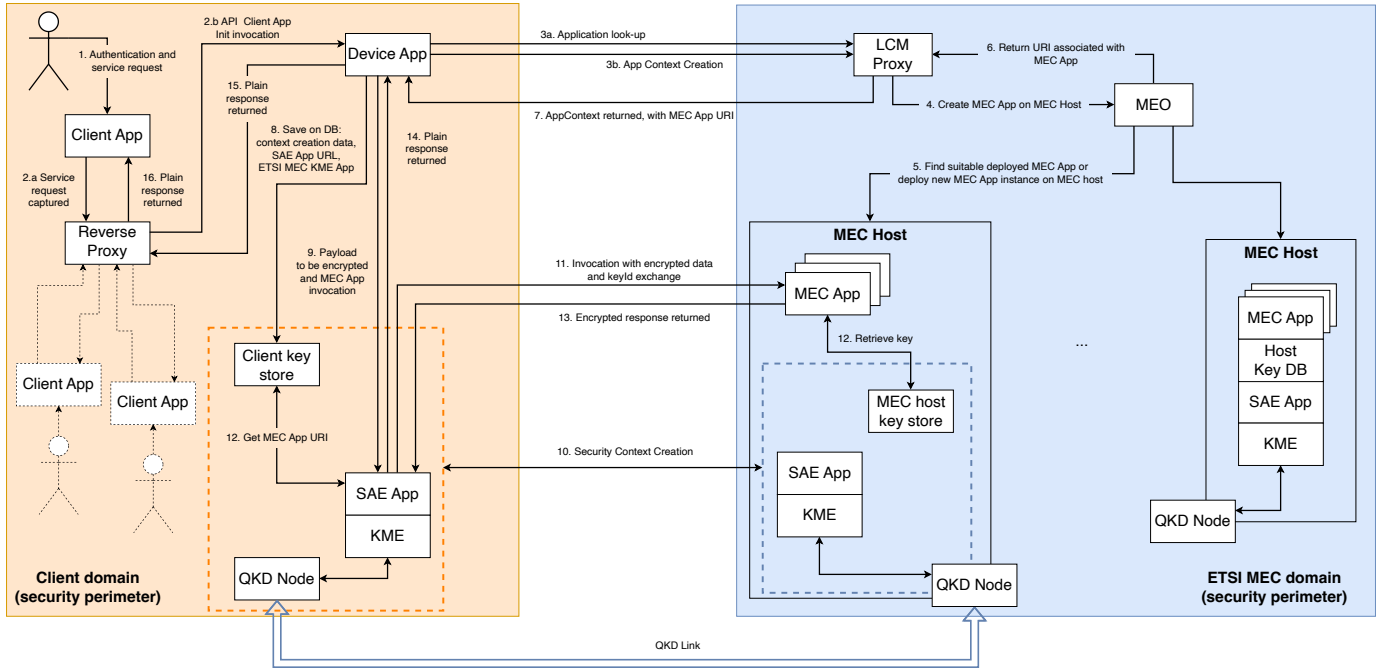 1. Authentication and
service request
2.b API Client App
Init invocation
Device App
3a. Application look-up
3b. App Context Creation
LCM
Proxy
6. Return URI associated with
MEC App
4. Create MEC App on MEC Host
MEO
15. Plain
response
returned
7. AppContext returned, with MEC App URI
Client App
8. Save on DB:
context creation data,
SAE App URL,
ETSI MEC KME App
14. Plain
response
returned
2.a Service
request
captured
16. Plain
response
returned
5. Find suitable deployed MEC App or
deploy new MEC App instance on MEC host
Reverse
Proxy
9. Payload
to be encrypted
and MEC App
invocation
MEC Host
MEC Host
11. Invocation with encrypted data
and keyId exchange
MEC App
13. Encrypted response returned
12. Retrieve key
MEC App
Host
Key DB
SAE App
KME
...
Client key
store
Client App
Client App
MEC host
key store
12. Get MEC App URI
10. Security Context Creation
SAE App
KME
SAE App
KME
QKD Node
QKD Node
QKD Node
Client domain
(security perimeter)
ETSI MEC domain
(security perimeter)
QKD Link